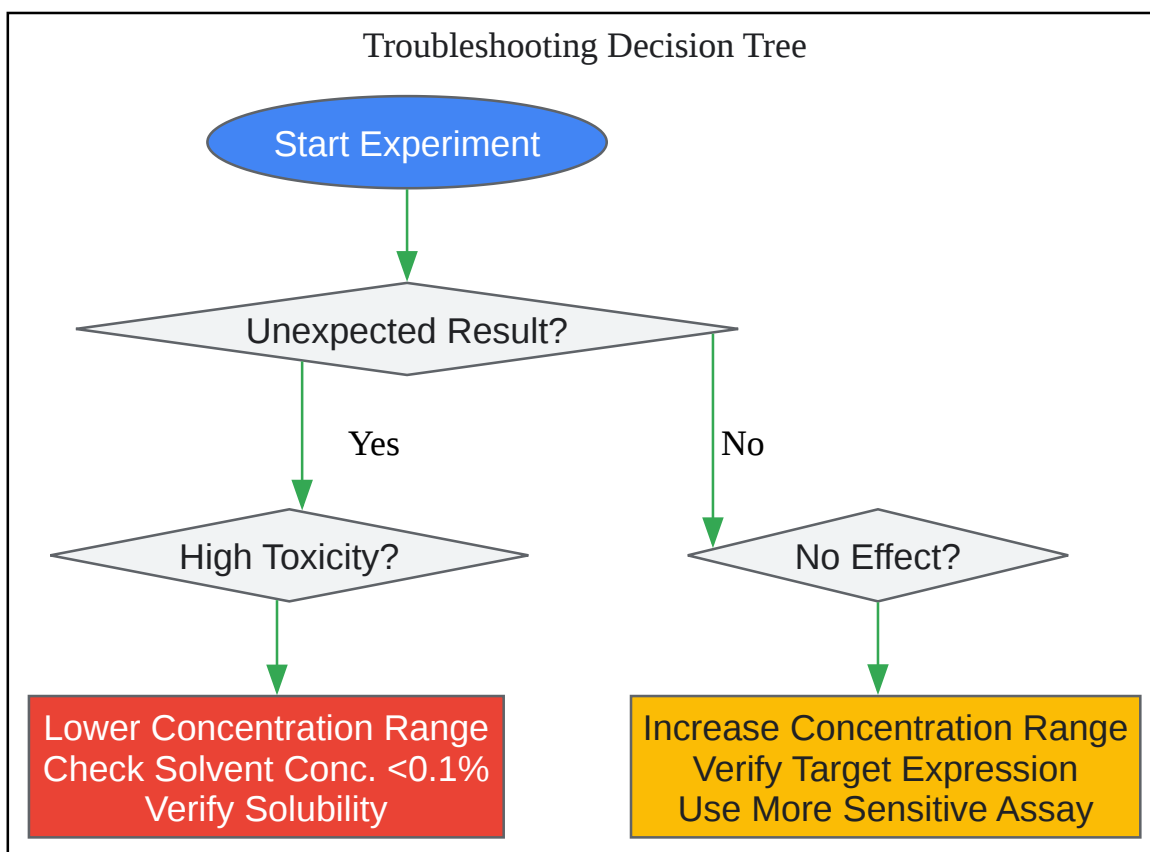 Troubleshooting Decision Tree
Start Experiment
Unexpected Result?
Yes
No
High Toxicity?
No Effect?
Lower Concentration Range
Check Solvent Conc. <0.1%
Verify Solubility
Increase Concentration Range
Verify Target Expression
Use More Sensitive Assay